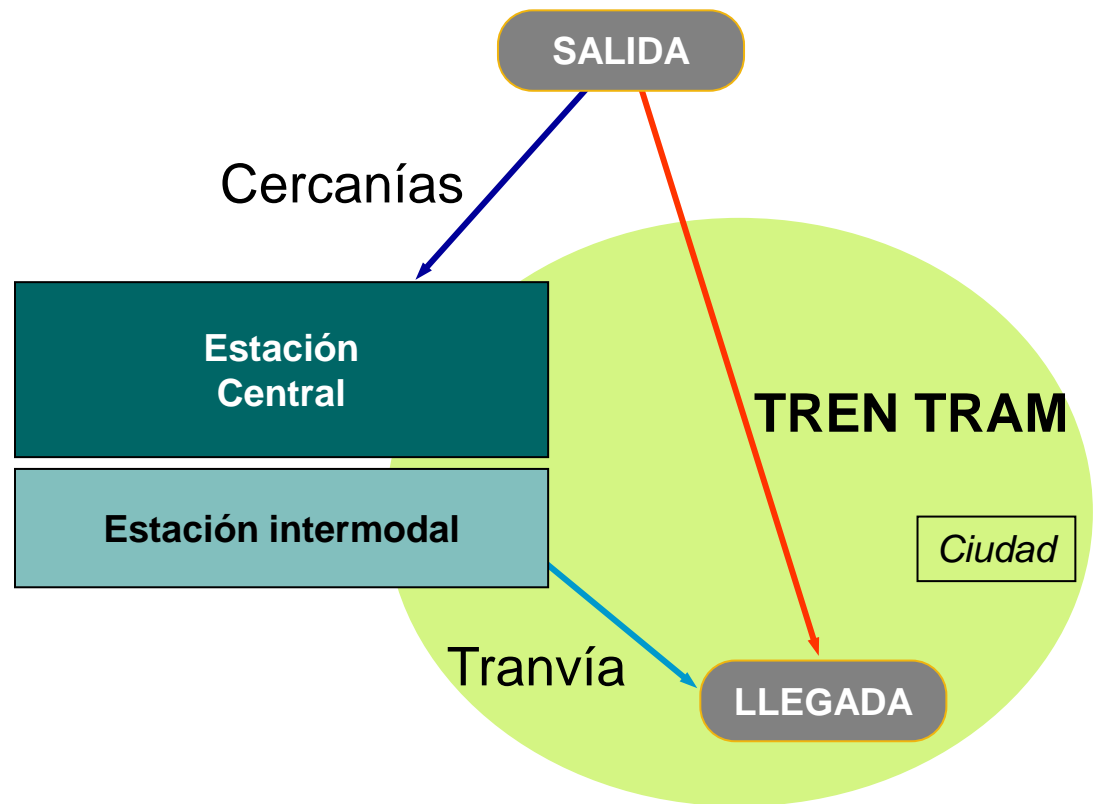 SALIDA
Cercanías
Estación
Central
TREN TRAM
Estación intermodal
Ciudad
Tranvía
LLEGADA